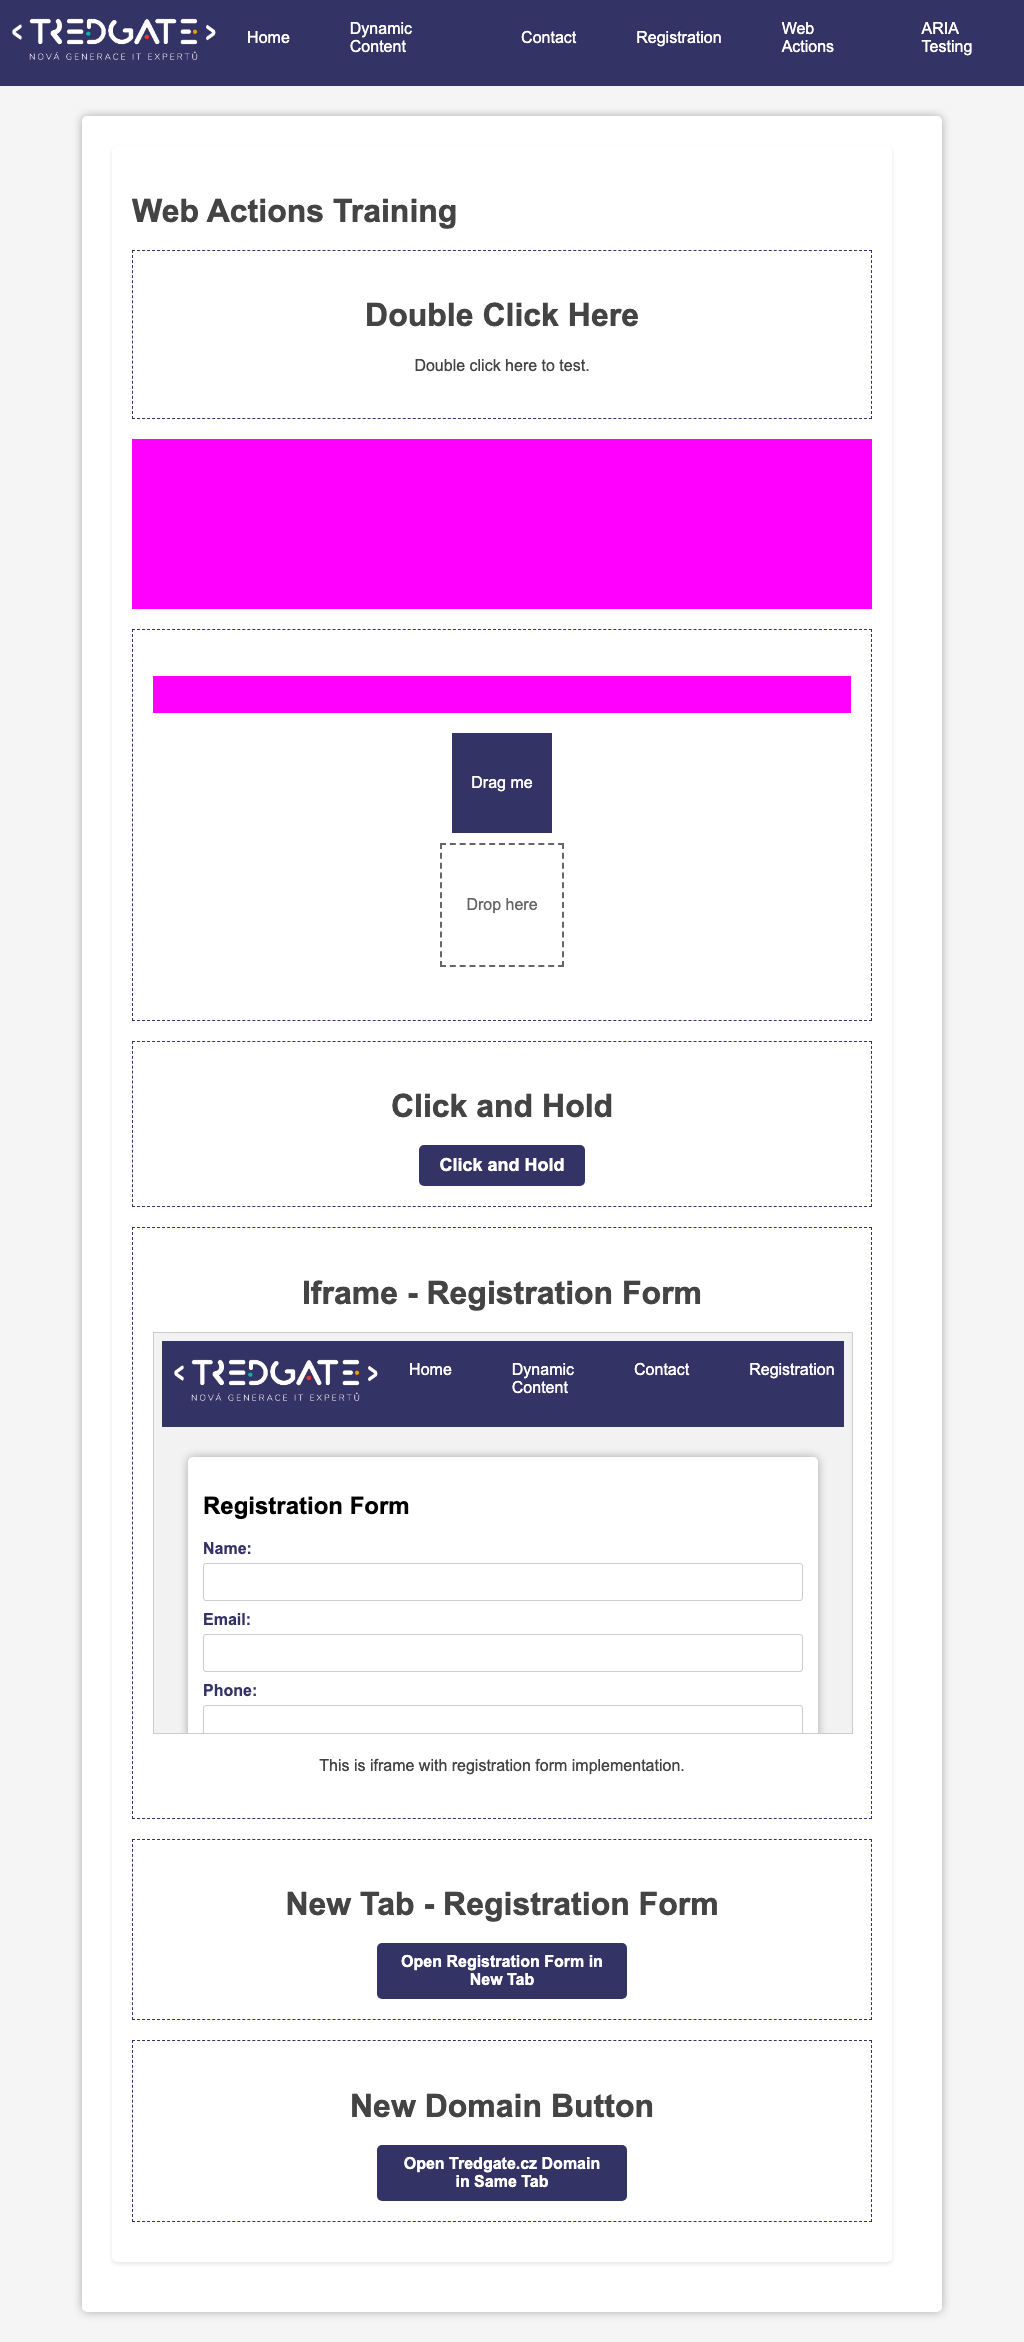 TREDGATE
NOVÁ GENERACE IT EXPERTŮ
Home
Dynamic
Content
Contact
Registration
Web
Actions
ARIA
Testing
Web Actions Training
Double Click Here
Double click here to test.
Drag me
Drop here
Click and Hold
Click and Hold
Iframe - Registration Form
TREDGATE
NOVÁ GENERACE IT EXPERTŮ
Home
Dynamic
Content
Contact
Registration
Registration Form
Name:
Email:
Phone:
This is iframe with registration form implementation.
New Tab - Registration Form
Open Registration Form in
New Tab
New Domain Button
Open Tredgate.cz Domain
in Same Tab